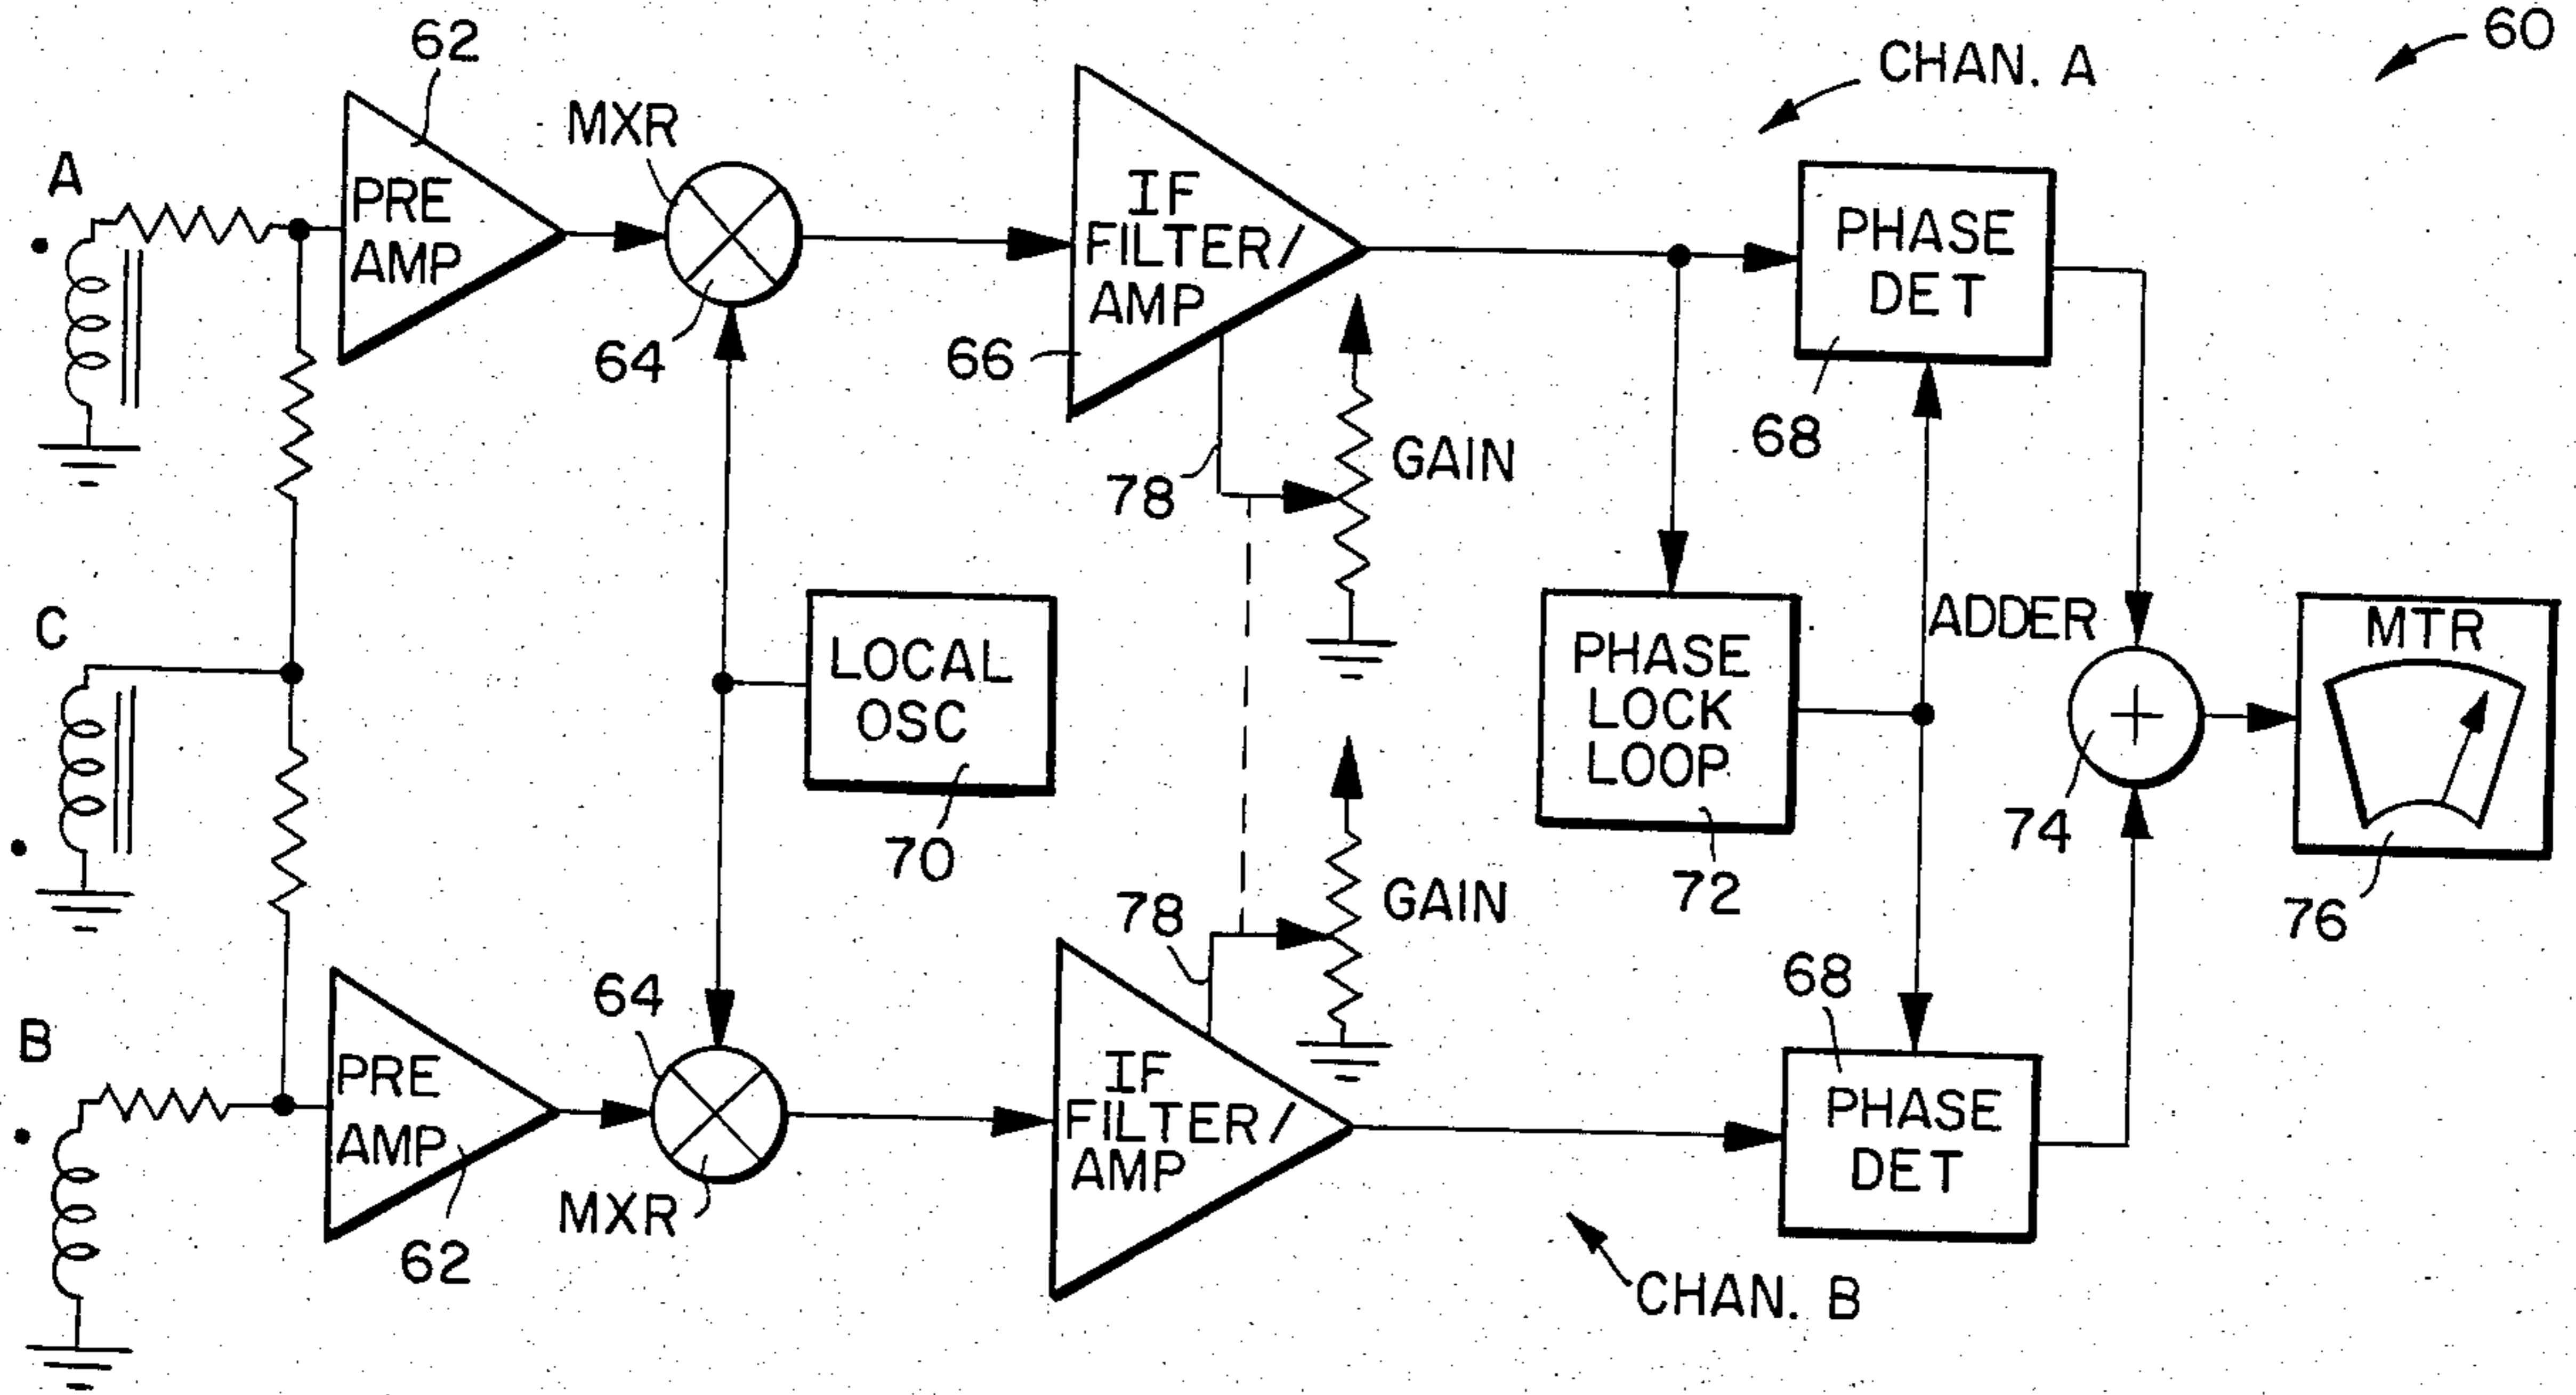 60
CHAN. A
62
MXR
A
PRE
AMP
64
IF
FILTER/
AMP
66
78
GAIN
PHASE
DET
68
C
LOCAL
OSC
70
PHASE
LOCK
LOOP
72
ADDER
74
MTR
76
78
GAIN
B
PRE
AMP
62
64
MXR
IF
FILTER/
AMP
68
PHASE
DET
CHAN. B